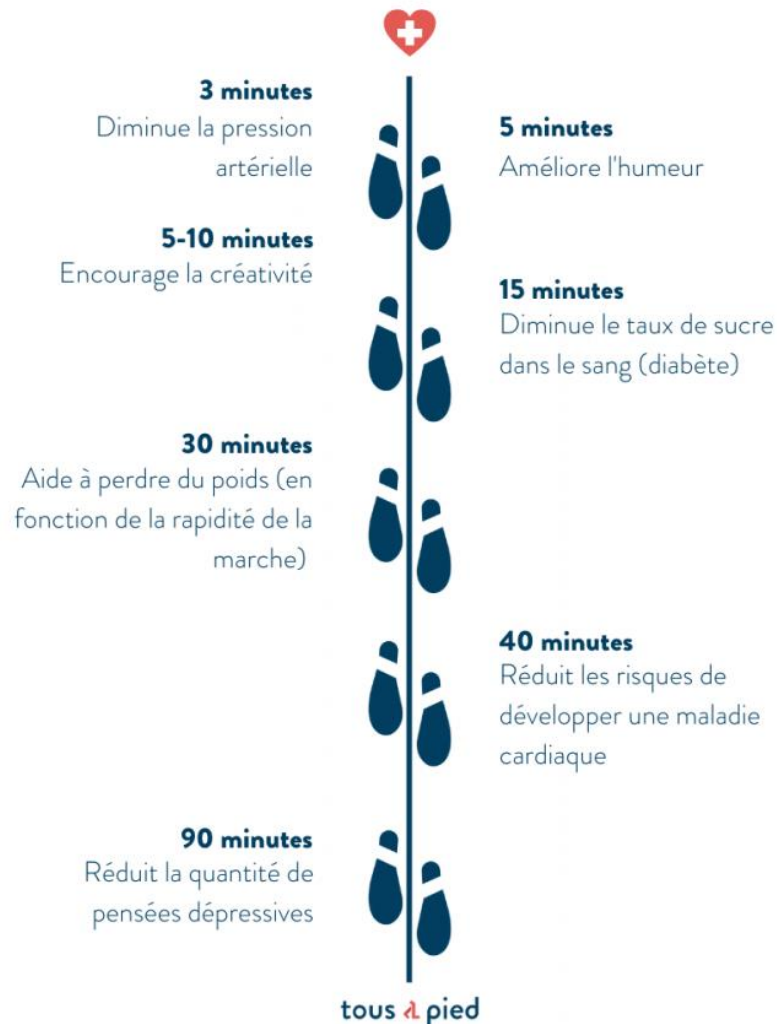 3 minutes
Diminue la pression
artérielle
5 minutes
Améliore l'humeur
5-10 minutes
Encourage la créativité
15 minutes
Diminue le taux de sucre
dans le sang (diabète)
30 minutes
Aide à perdre du poids (en
fonction de la rapidité de la
marche)
40 minutes
Réduit les risques de
développer une maladie
cardiaque
90 minutes
Réduit la quantité de
pensées dépressives
tous à pied